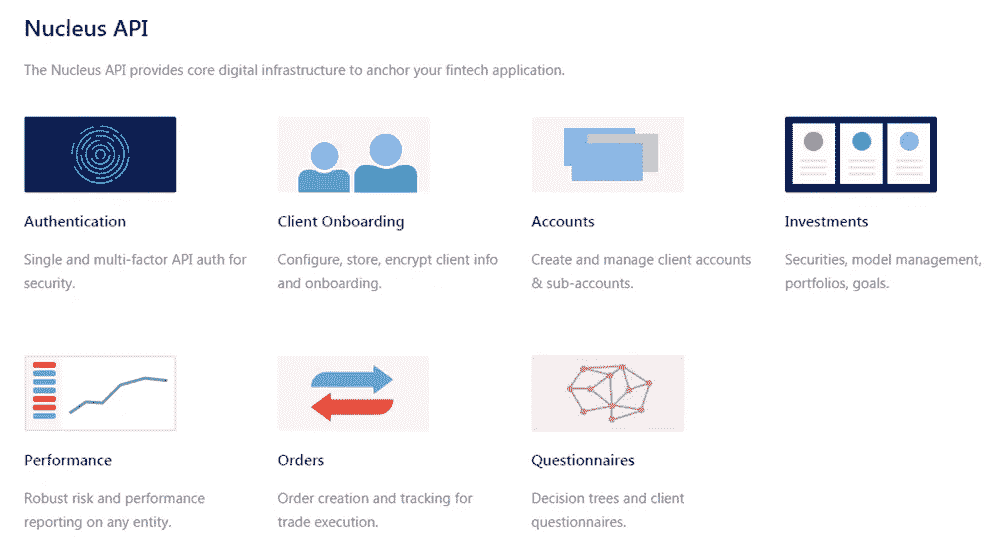 Nucleus API
The Nucleus API provides core digital infrastructure to anchor your fintech application.
Authentication
Single and multi-factor API auth for
security.
Client Onboarding
Configure, store, encrypt client info
and onboarding.
Accounts
Create and manage client accounts
& sub-accounts.
Investments
Securities, model management,
portfolios, goals.
Performance
Robust risk and performance
reporting on any entity.
Orders
Order creation and tracking for
trade execution.
Questionnaires
Decision trees and client
questionnaires.